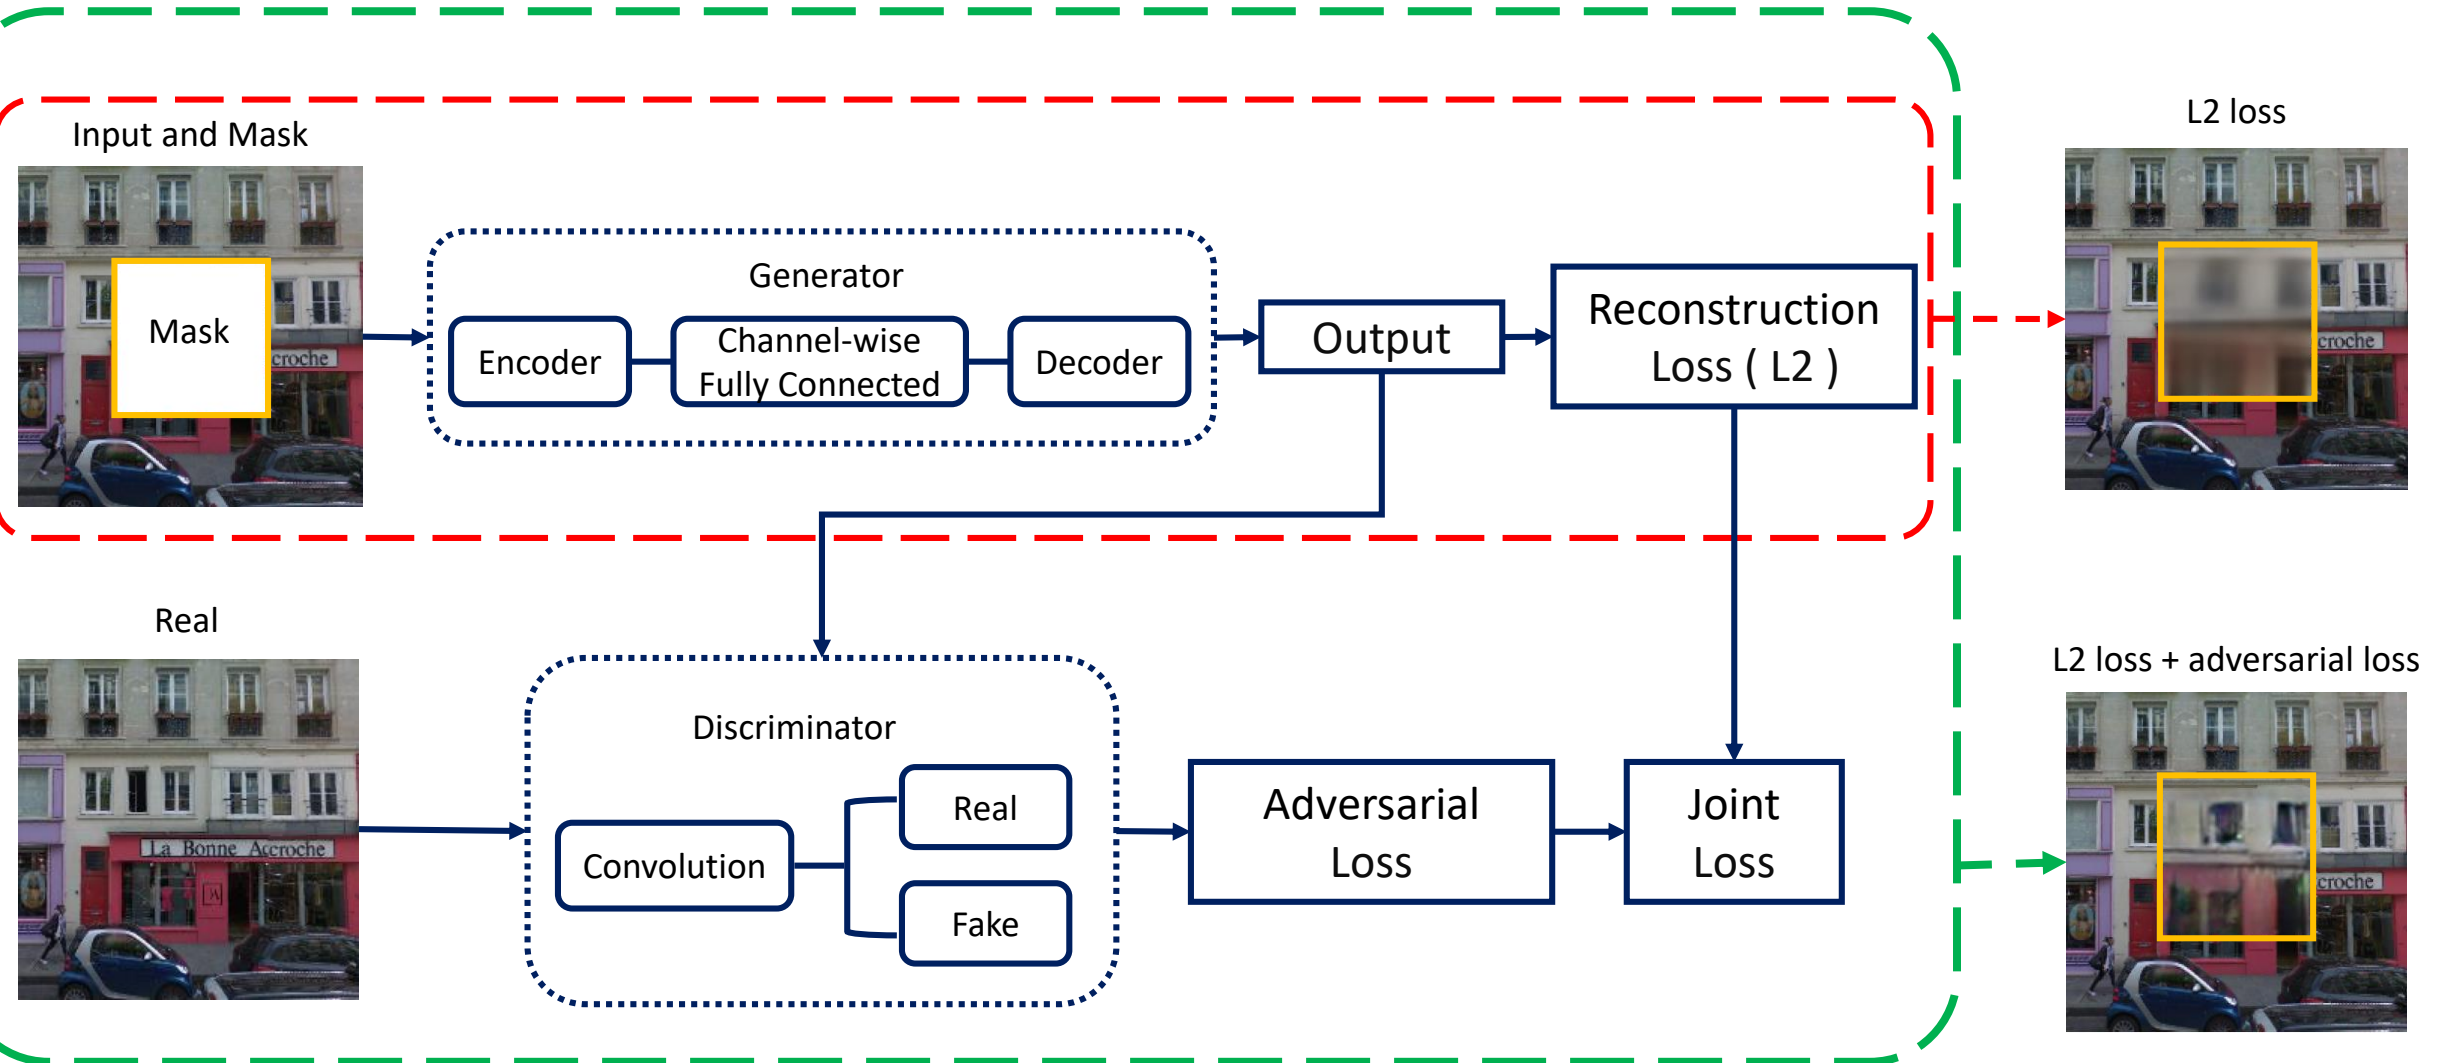 Input and Mask
Mask
croche
Generator
Encoder
Channel-wise
Fully Connected
Decoder
Output
Reconstruction
Loss ( L2 )
L2 loss
croche
Real
La Bonne Accroche
Discriminator
Convolution
Real
Fake
Adversarial
Loss
Joint
Loss
L2 loss + adversarial loss
croche